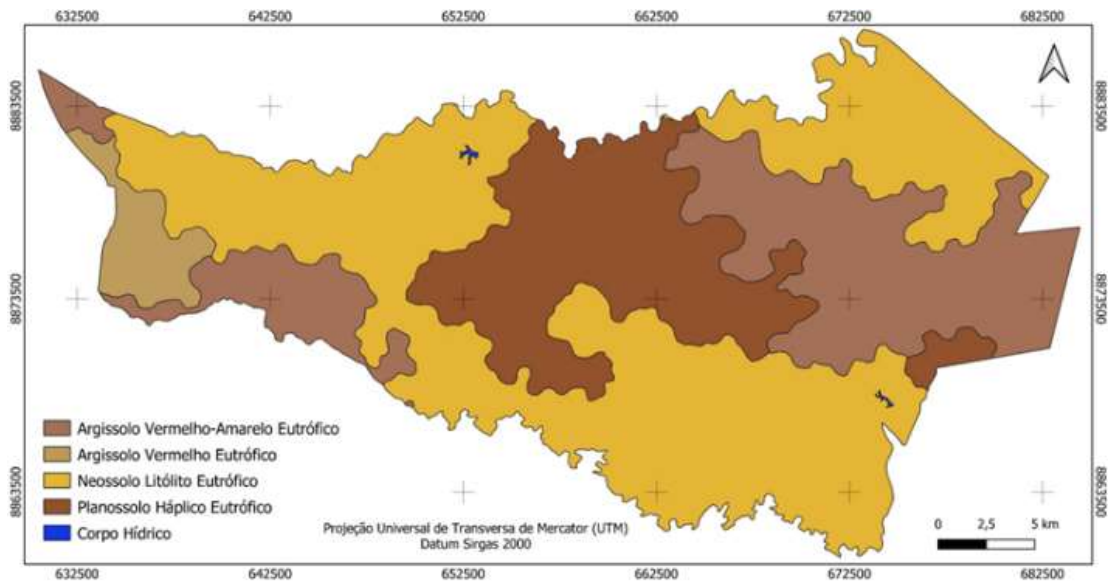 632500 642500 652500 662500 672500 682500
8883500 8883500
8873500 8873500
Argissolo Vermelho-Amarelo Eutrófico
Argissolo Vermelho Eutrófico
Neossolo Litólito Eutrófico
Planossolo Háplico Eutrófico
Corpo Hídrico
8863500 8863500
Projeção Universal de Transversa de Mercator (UTM)
Datum Sirgas 2000
0 2,5 5 km
632500 642500 652500 662500 672500 682500